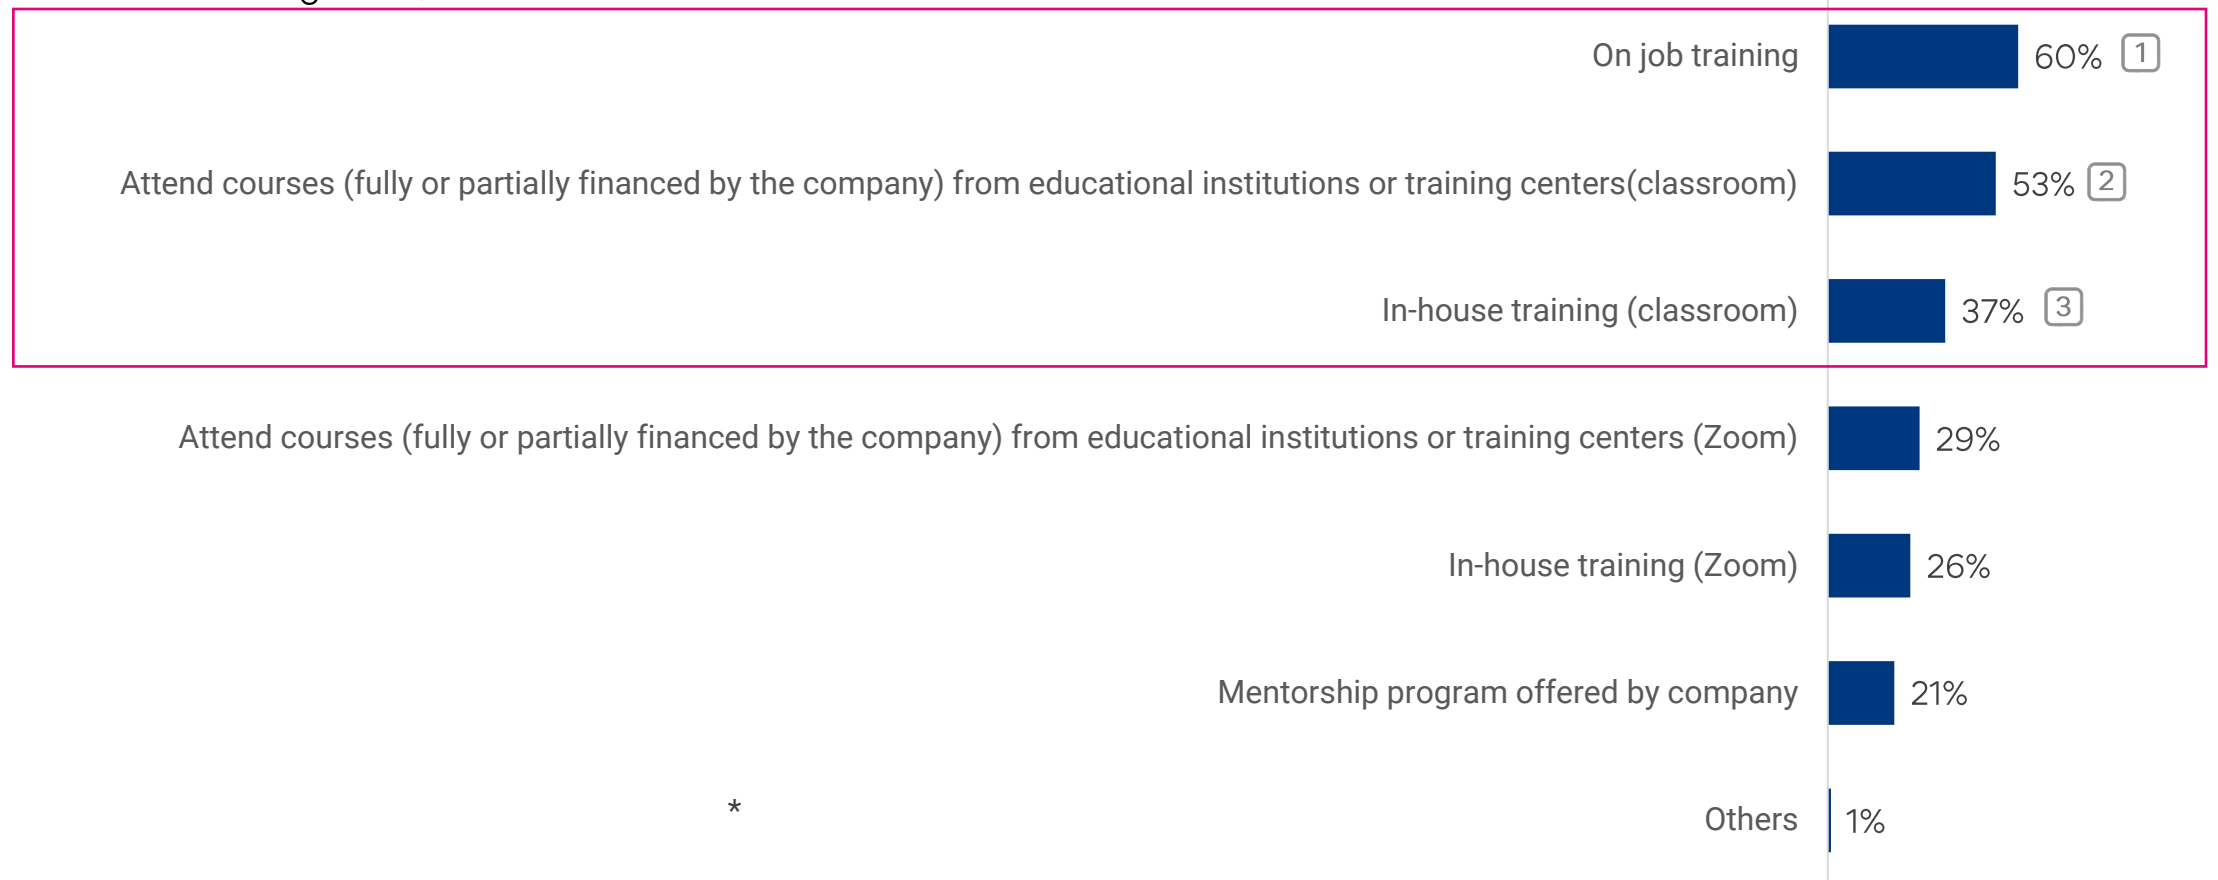 On job training 60% 1
Attend courses (fully or partially financed by the company) from educational institutions or training centers(classroom) 53% 2
In-house training (classroom) 37% 3
Attend courses (fully or partially financed by the company) from educational institutions or training centers (Zoom) 29%
In-house training (Zoom) 26%
Mentorship program offered by company 21%
* Others 1%